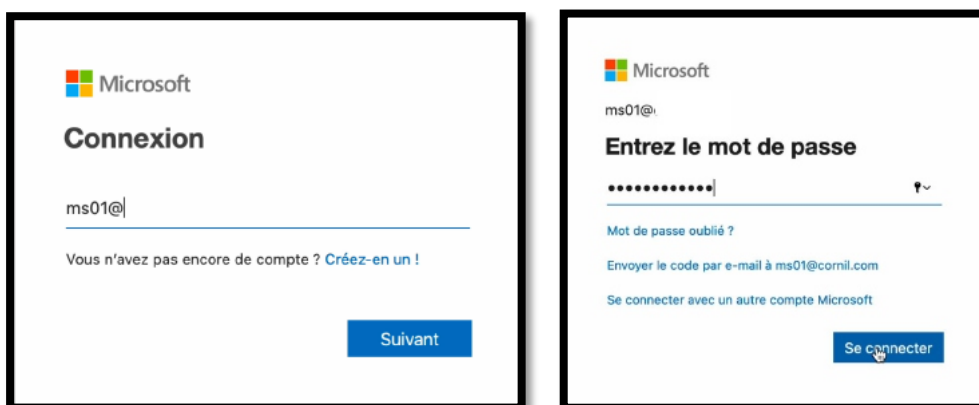 Microsoft
Connexion
ms01@
Vous n'avez pas encore de compte ? Créez-en un !
Suivant
Microsoft
ms01@
Entrez le mot de passe
••••••••••••
Mot de passe oublié ?
Envoyer le code par e-mail à ms01@cornil.com
Se connecter avec un autre compte Microsoft
Se connecter